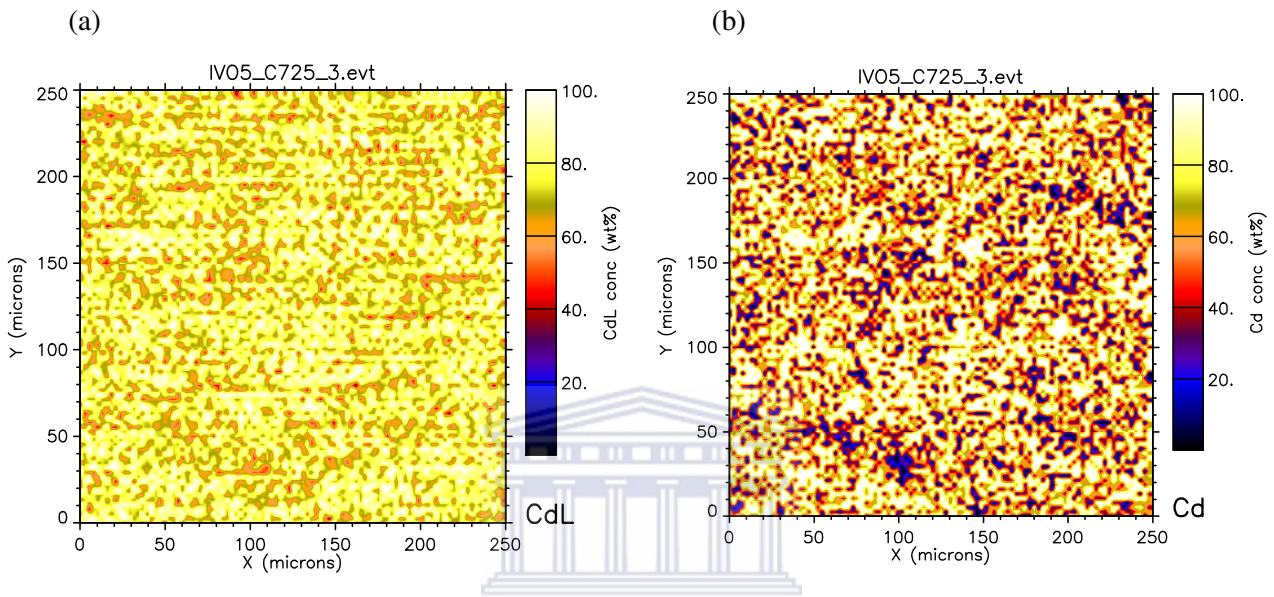 (a)
IV05_C725_3.evt
250
200
150
100
50
0
Y (microns)
0 50 100 150 200 250
X (microns)
100.
80.
60.
40.
20.
CdL conc (wt%)
CdL
(b)
IV05_C725_3.evt
250
200
150
100
50
0
Y (microns)
0 50 100 150 200 250
X (microns)
100.
80.
60.
40.
20.
Cd conc (wt%)
Cd